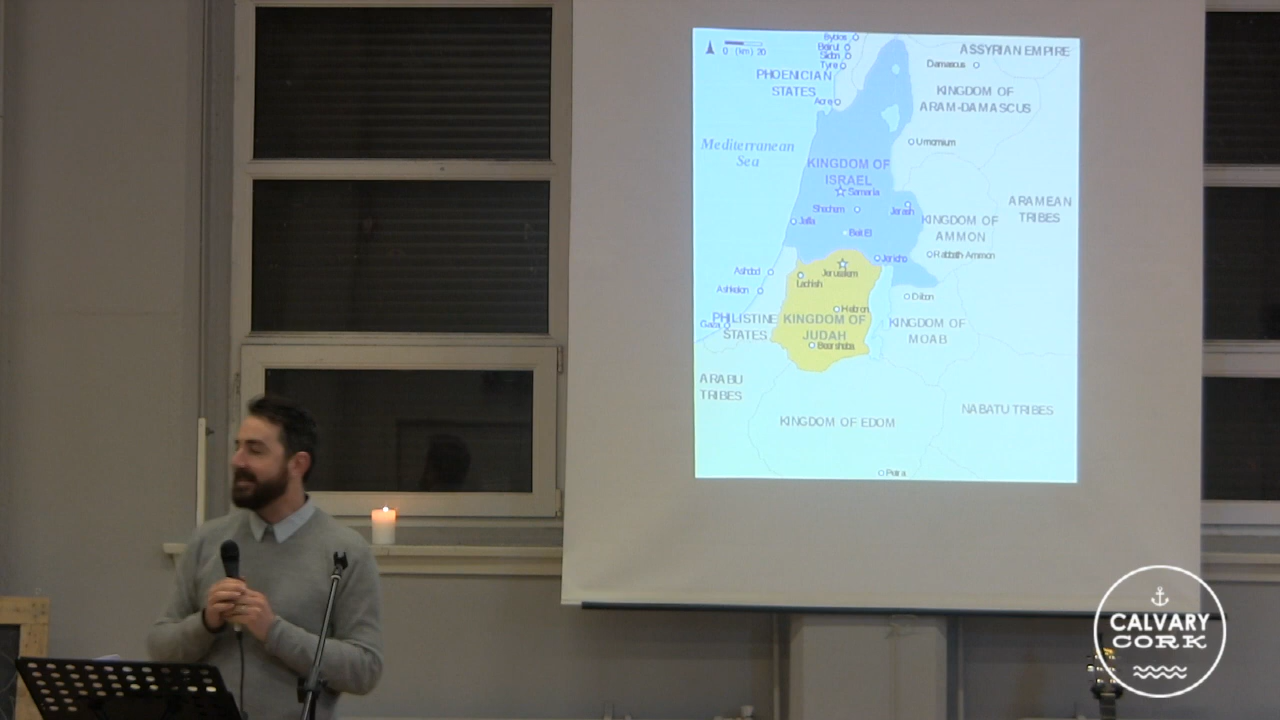 0 (km) 20
Byblos
Beirut
Sidon
Tyre
ASSYRIAN EMPIRE
Damascus
PHOENICIAN
STATES
KINGDOM OF
ARAM-DAMASCUS
Acre
Mediterranean
Sea
KINGDOM OF
ISRAEL
Samaria
Shechem
Jerash
Jaffa
Beit El
ARAMEAN
TRIBES
KINGDOM OF
AMMON
Rabbath-Ammon
Jericho
Jerusalem
Lachish
Ashdod
Ashkelon
Gaza
Hebron
Dibon
PHILISTINE
STATES
KINGDOM OF
JUDAH
Beersheba
KINGDOM OF
MOAB
ARABU
TRIBES
KINGDOM OF EDOM
NABATU TRIBES
Petra
CALVARY
CORK